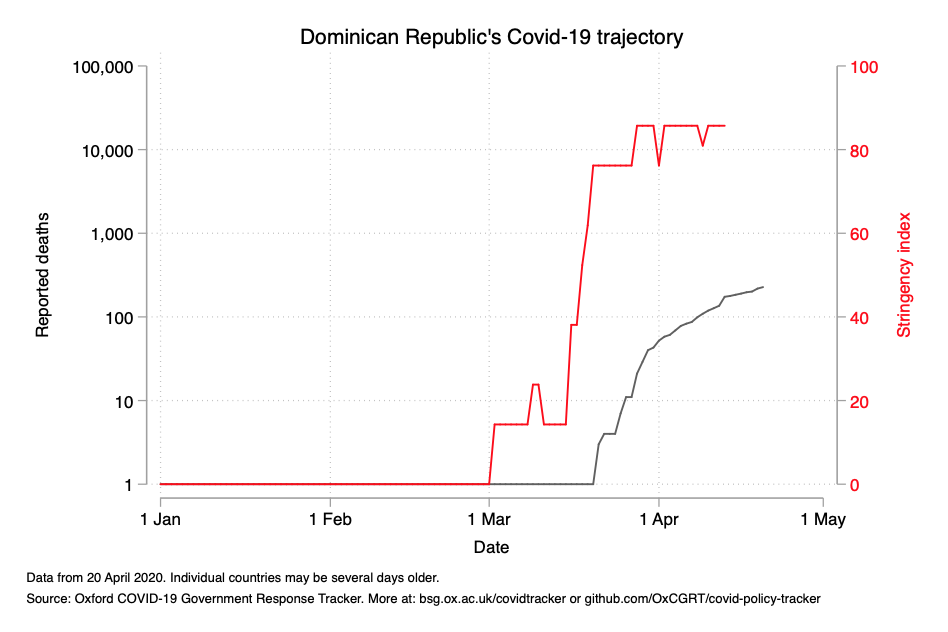 Dominican Republic's Covid-19 trajectory
100,000
10,000
1,000
100
10
1
Reported deaths
100
80
60
40
20
0
Stringency index
1 Jan
1 Feb
1 Mar
1 Apr
1 May
Date
Data from 20 April 2020. Individual countries may be several days older.
Source: Oxford COVID-19 Government Response Tracker. More at: bsg.ox.ac.uk/covidtracker or github.com/OxCGRT/covid-policy-tracker